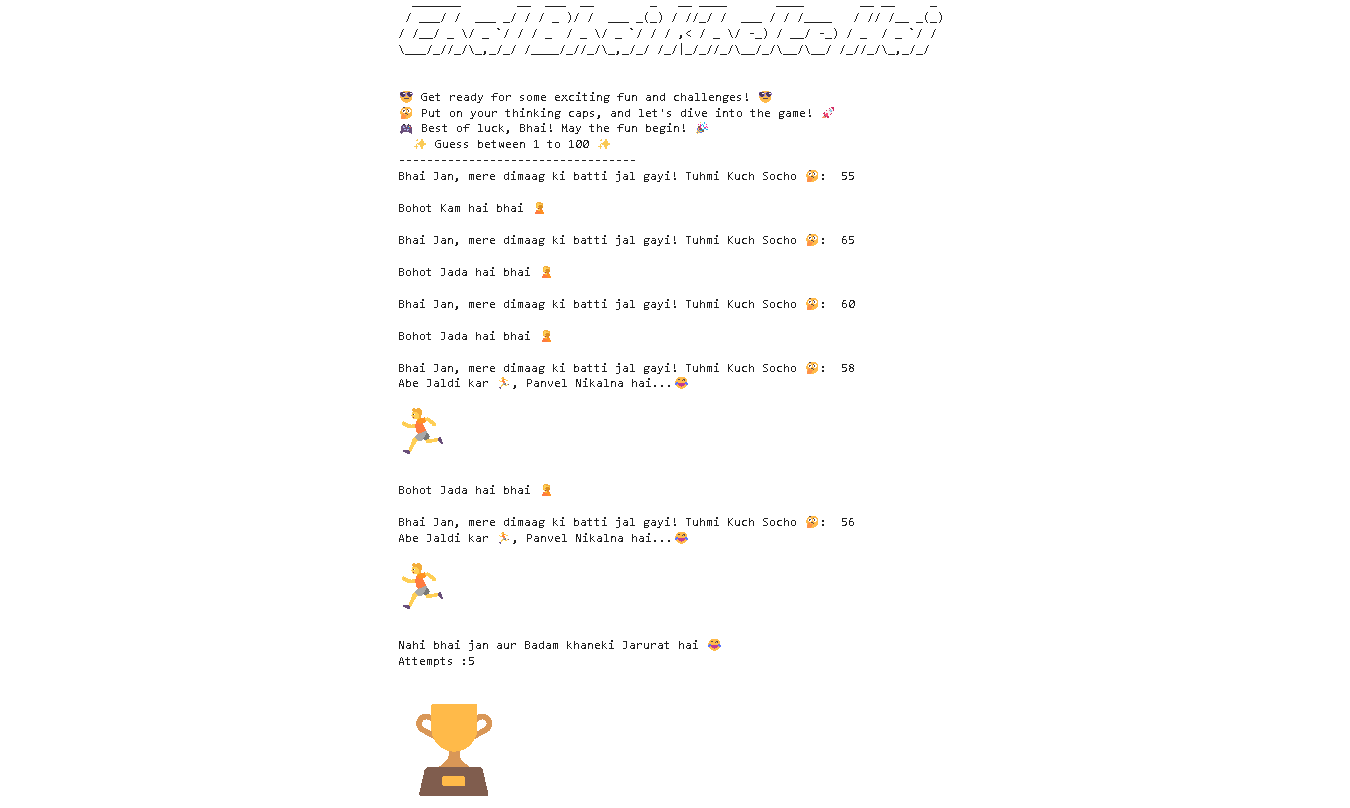 😎 Get ready for some exciting fun and challenges! 😎
🤔 Put on your thinking caps, and let's dive into the game! 🚀
🎮 Best of luck, Bhai! May the fun begin! 🎉
✨ Guess between 1 to 100 ✨
----------------------------------
Bhai Jan, mere dimaag ki batti jal gayi! Tuhmi Kuch Socho 🤔: 55
Bohot Kam hai bhai 🤦
Bhai Jan, mere dimaag ki batti jal gayi! Tuhmi Kuch Socho 🤔: 65
Bohot Jada hai bhai 🤦
Bhai Jan, mere dimaag ki batti jal gayi! Tuhmi Kuch Socho 🤔: 60
Bohot Jada hai bhai 🤦
Bhai Jan, mere dimaag ki batti jal gayi! Tuhmi Kuch Socho 🤔: 58
Abe Jaldi kar 🏃, Panvel Nikalna hai...😂
Bohot Jada hai bhai 🤦
Bhai Jan, mere dimaag ki batti jal gayi! Tuhmi Kuch Socho 🤔: 56
Abe Jaldi kar 🏃, Panvel Nikalna hai...😂
Nahi bhai jan aur Badam khaneki Jarurat hai 😂
Attempts :5